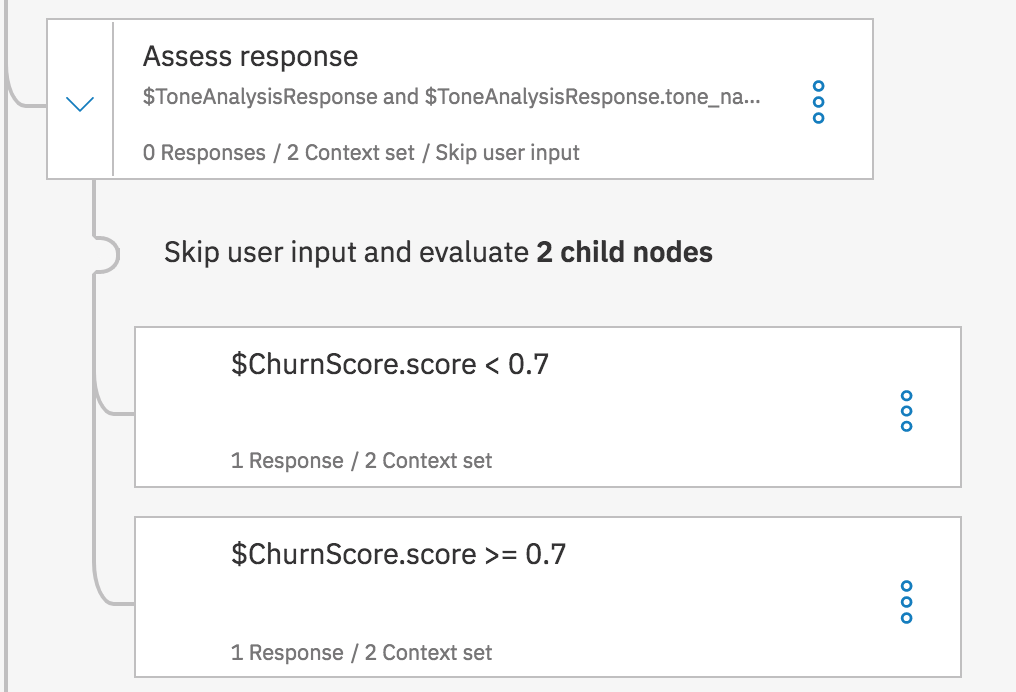 Assess response
$ToneAnalysisResponse and $ToneAnalysisResponse.tone_na...
0 Responses / 2 Context set / Skip user input
Skip user input and evaluate 2 child nodes
$ChurnScore.score < 0.7
1 Response / 2 Context set
$ChurnScore.score >= 0.7
1 Response / 2 Context set